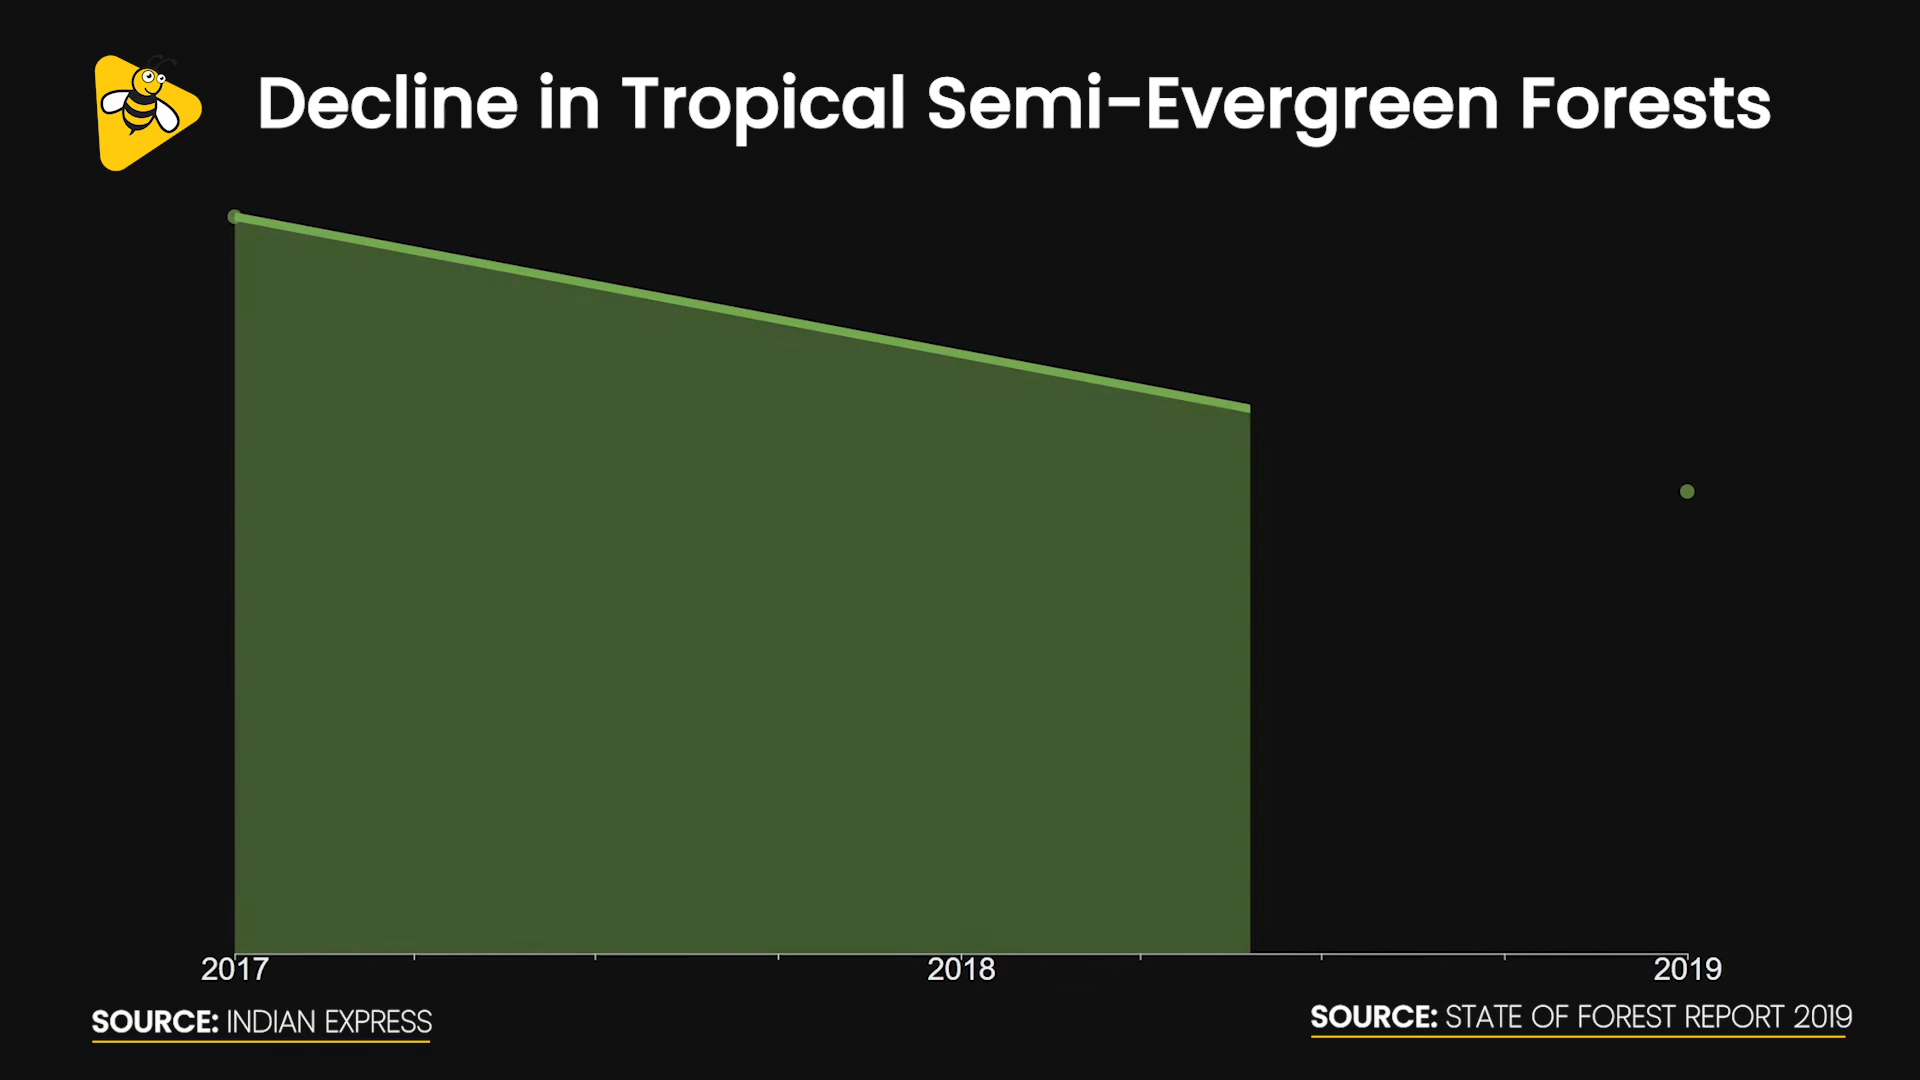 Decline in Tropical Semi-Evergreen Forests
2017
2018
2019
SOURCE: INDIAN EXPRESS
SOURCE: STATE OF FOREST REPORT 2019